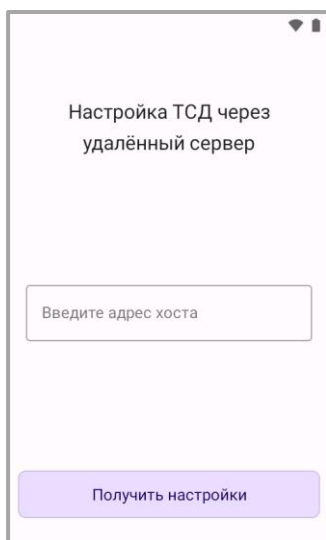 Настройка ТСД через
удалённый сервер
Введите адрес хоста
Получить настройки